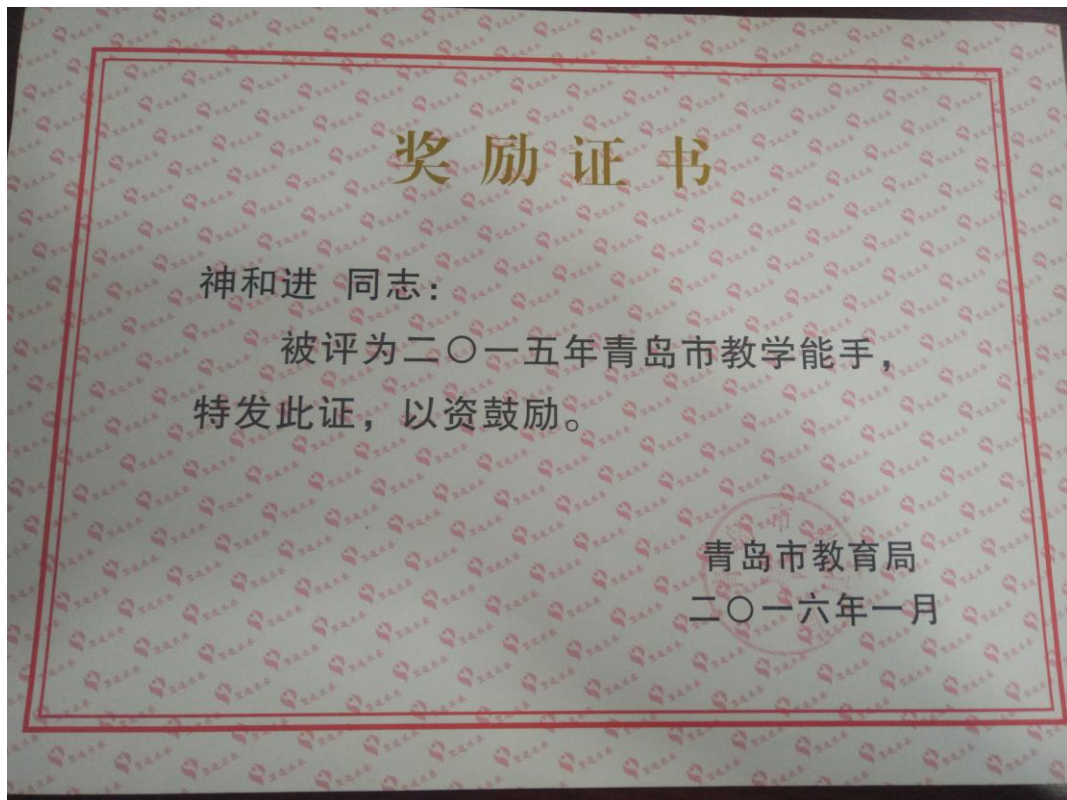 奖励证书
神和进 同志：
被评为二〇一五年青岛市教学能手，
特发此证，以资鼓励。
青岛市教育局
二〇一六年一月